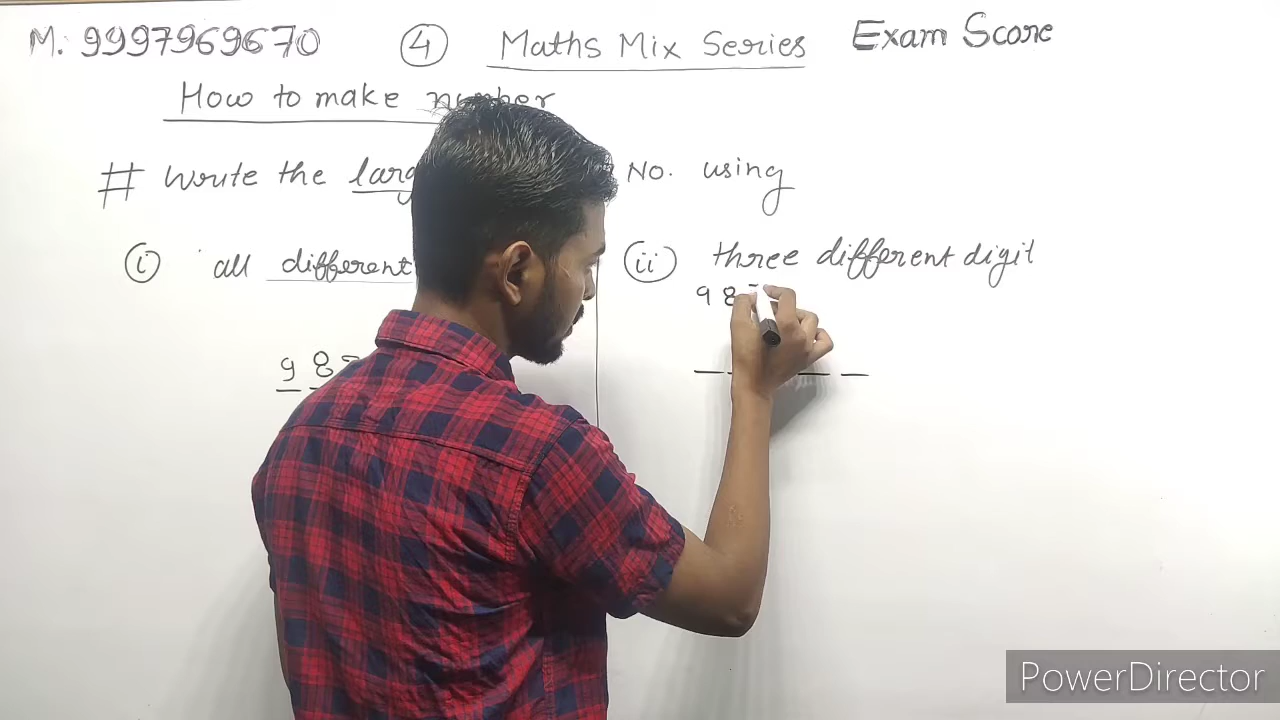 M. 9997969670 ④ Maths Mix Series Exam Score
How to make number
# Write the larg No. using
(i) all different
(ii) three different digit
9 8 7
9 8
PowerDirector